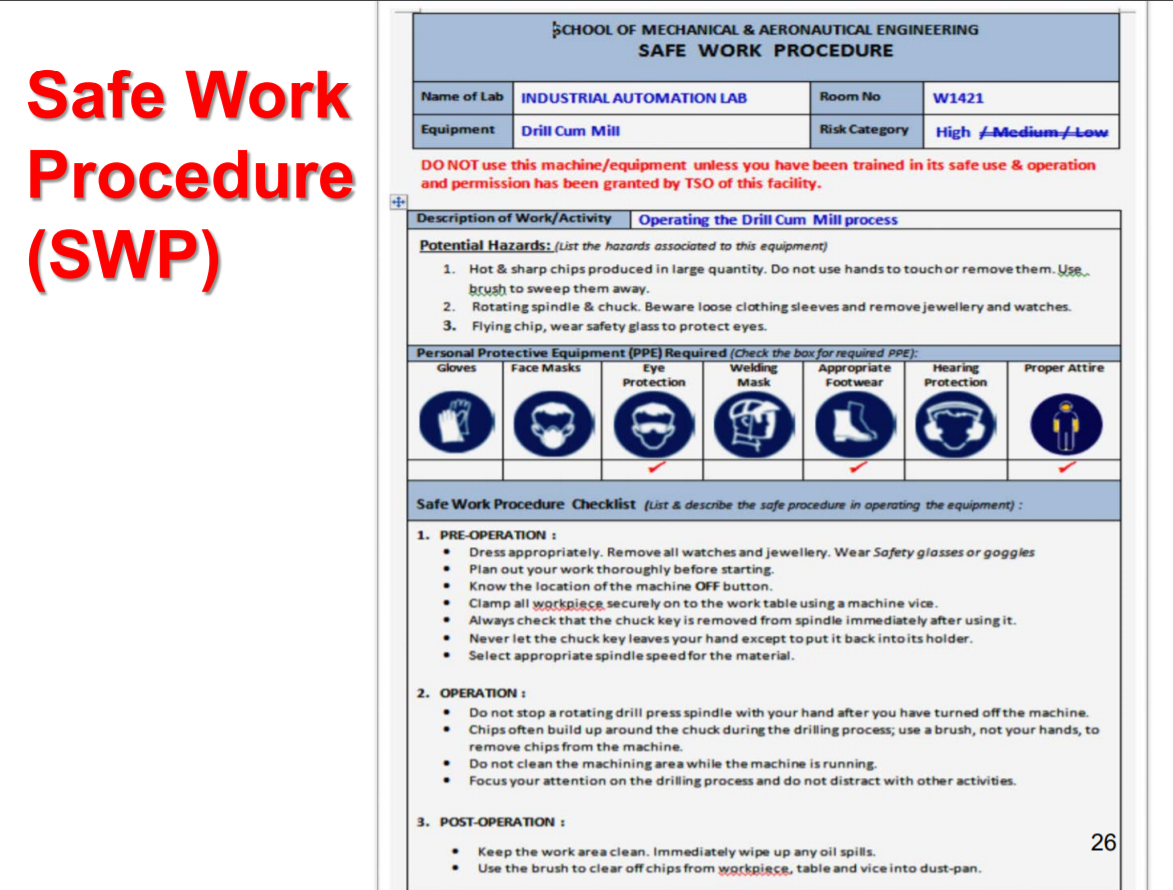 Safe Work
Procedure
(SWP)
SCHOOL OF MECHANICAL & AERONAUTICAL ENGINEERING
SAFE WORK PROCEDURE
Name of Lab INDUSTRIAL AUTOMATION LAB Room No W1421
Equipment Drill Cum Mill Risk Category High / Medium / Low
DO NOT use this machine/equipment unless you have been trained in its safe use & operation
and permission has been granted by TSO of this facility.
Description of Work/Activity Operating the Drill Cum Mill process
Potential Hazards: (List the hazards associated to this equipment)
1. Hot & sharp chips produced in large quantity. Do not use hands to touch or remove them. Use
brush to sweep them away.
2. Rotating spindle & chuck. Beware loose clothing sleeves and remove jewellery and watches.
3. Flying chip, wear safety glass to protect eyes.
Personal Protective Equipment (PPE) Required (Check the box for required PPE):
Gloves Face Masks Eye Protection Welding Mask Appropriate Footwear Hearing Protection Proper Attire
Safe Work Procedure Checklist (List & describe the safe procedure in operating the equipment) :
1. PRE-OPERATION :
• Dress appropriately. Remove all watches and jewellery. Wear Safety glasses or goggles
• Plan out your work thoroughly before starting.
• Know the location of the machine OFF button.
• Clamp all workpiece securely on to the work table using a machine vice.
• Always check that the chuck key is removed from spindle immediately after using it.
• Never let the chuck key leaves your hand except to put it back into its holder.
• Select appropriate spindle speed for the material.
2. OPERATION :
• Do not stop a rotating drill press spindle with your hand after you have turned off the machine.
• Chips often build up around the chuck during the drilling process; use a brush, not your hands, to
remove chips from the machine.
• Do not clean the machining area while the machine is running.
• Focus your attention on the drilling process and do not distract with other activities.
3. POST-OPERATION :
• Keep the work area clean. Immediately wipe up any oil spills.
• Use the brush to clear off chips from workpiece, table and vice into dust-pan.
26